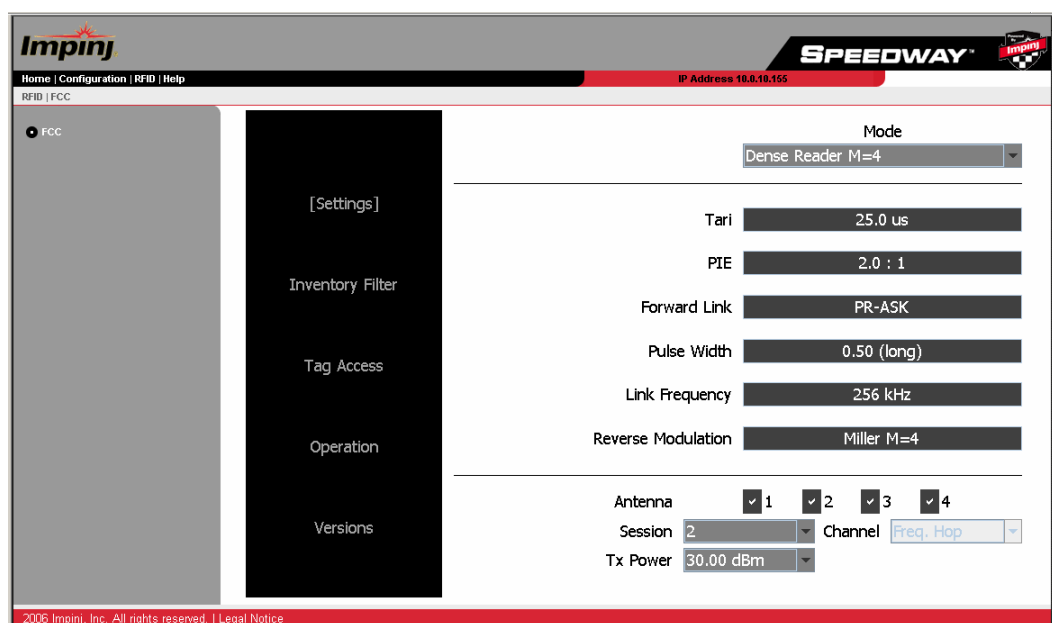 Impinj
SPEEDWAY™
Powered By Impinj
Home | Configuration | RFID | Help
IP Address 10.0.10.155
RFID | FCC
FCC
[Settings]
Inventory Filter
Tag Access
Operation
Versions
Mode
Dense Reader M=4
Tari 25.0 us
PIE 2.0 : 1
Forward Link PR-ASK
Pulse Width 0.50 (long)
Link Frequency 256 kHz
Reverse Modulation Miller M=4
Antenna 1 2 3 4
Session 2 Channel Freq. Hop
Tx Power 30.00 dBm
2006 Impinj, Inc. All rights reserved. | Legal Notice